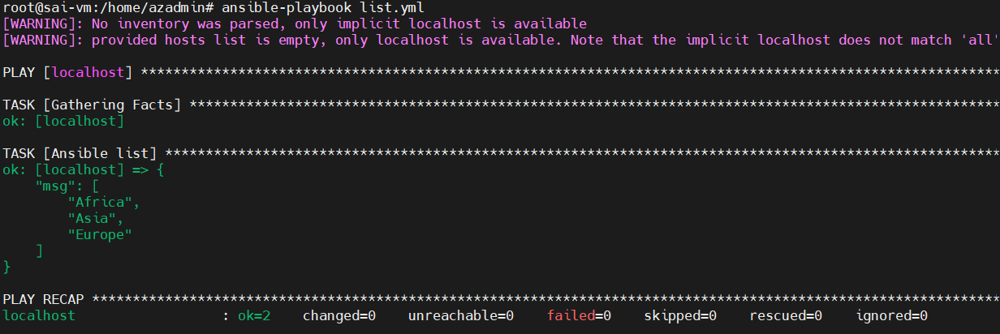 root@sai-vm:/home/azadmin# ansible-playbook list.yml
[WARNING]: No inventory was parsed, only implicit localhost is available
[WARNING]: provided hosts list is empty, only localhost is available. Note that the implicit localhost does not match 'all'
PLAY [localhost] **********************************************************************************************************
TASK [Gathering Facts] ****************************************************************************************************
ok: [localhost]
TASK [Ansible list] *******************************************************************************************************
ok: [localhost] => {
    "msg": [
        "Africa",
        "Asia",
        "Europe"
    ]
}
PLAY RECAP ****************************************************************************************************************
localhost                  : ok=2    changed=0    unreachable=0    failed=0    skipped=0    rescued=0    ignored=0